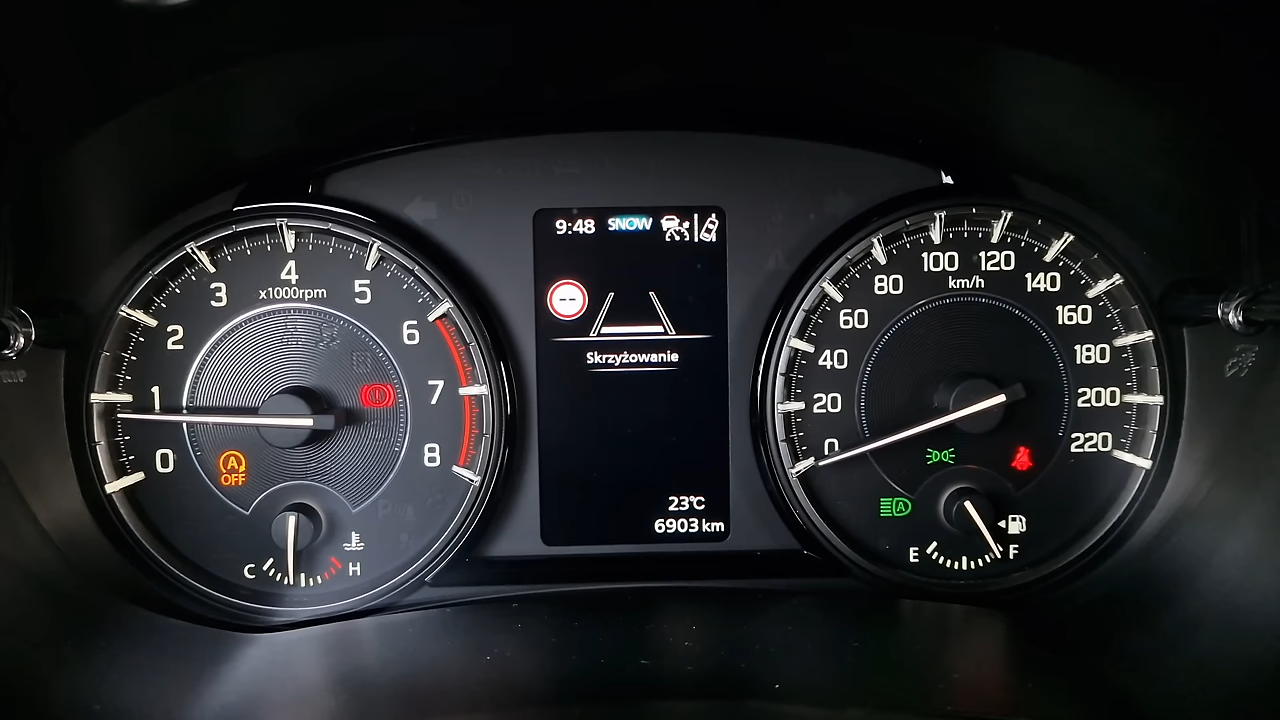 9:48 SNOW
--
Skrzyżowanie
23°C
6903 km
0
1
2
3
4
5
6
7
8
x1000rpm
A
OFF
C
H
0
20
40
60
80
100
120
140
160
180
200
220
km/h
A
E
F